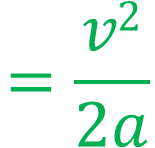 = v²/2a